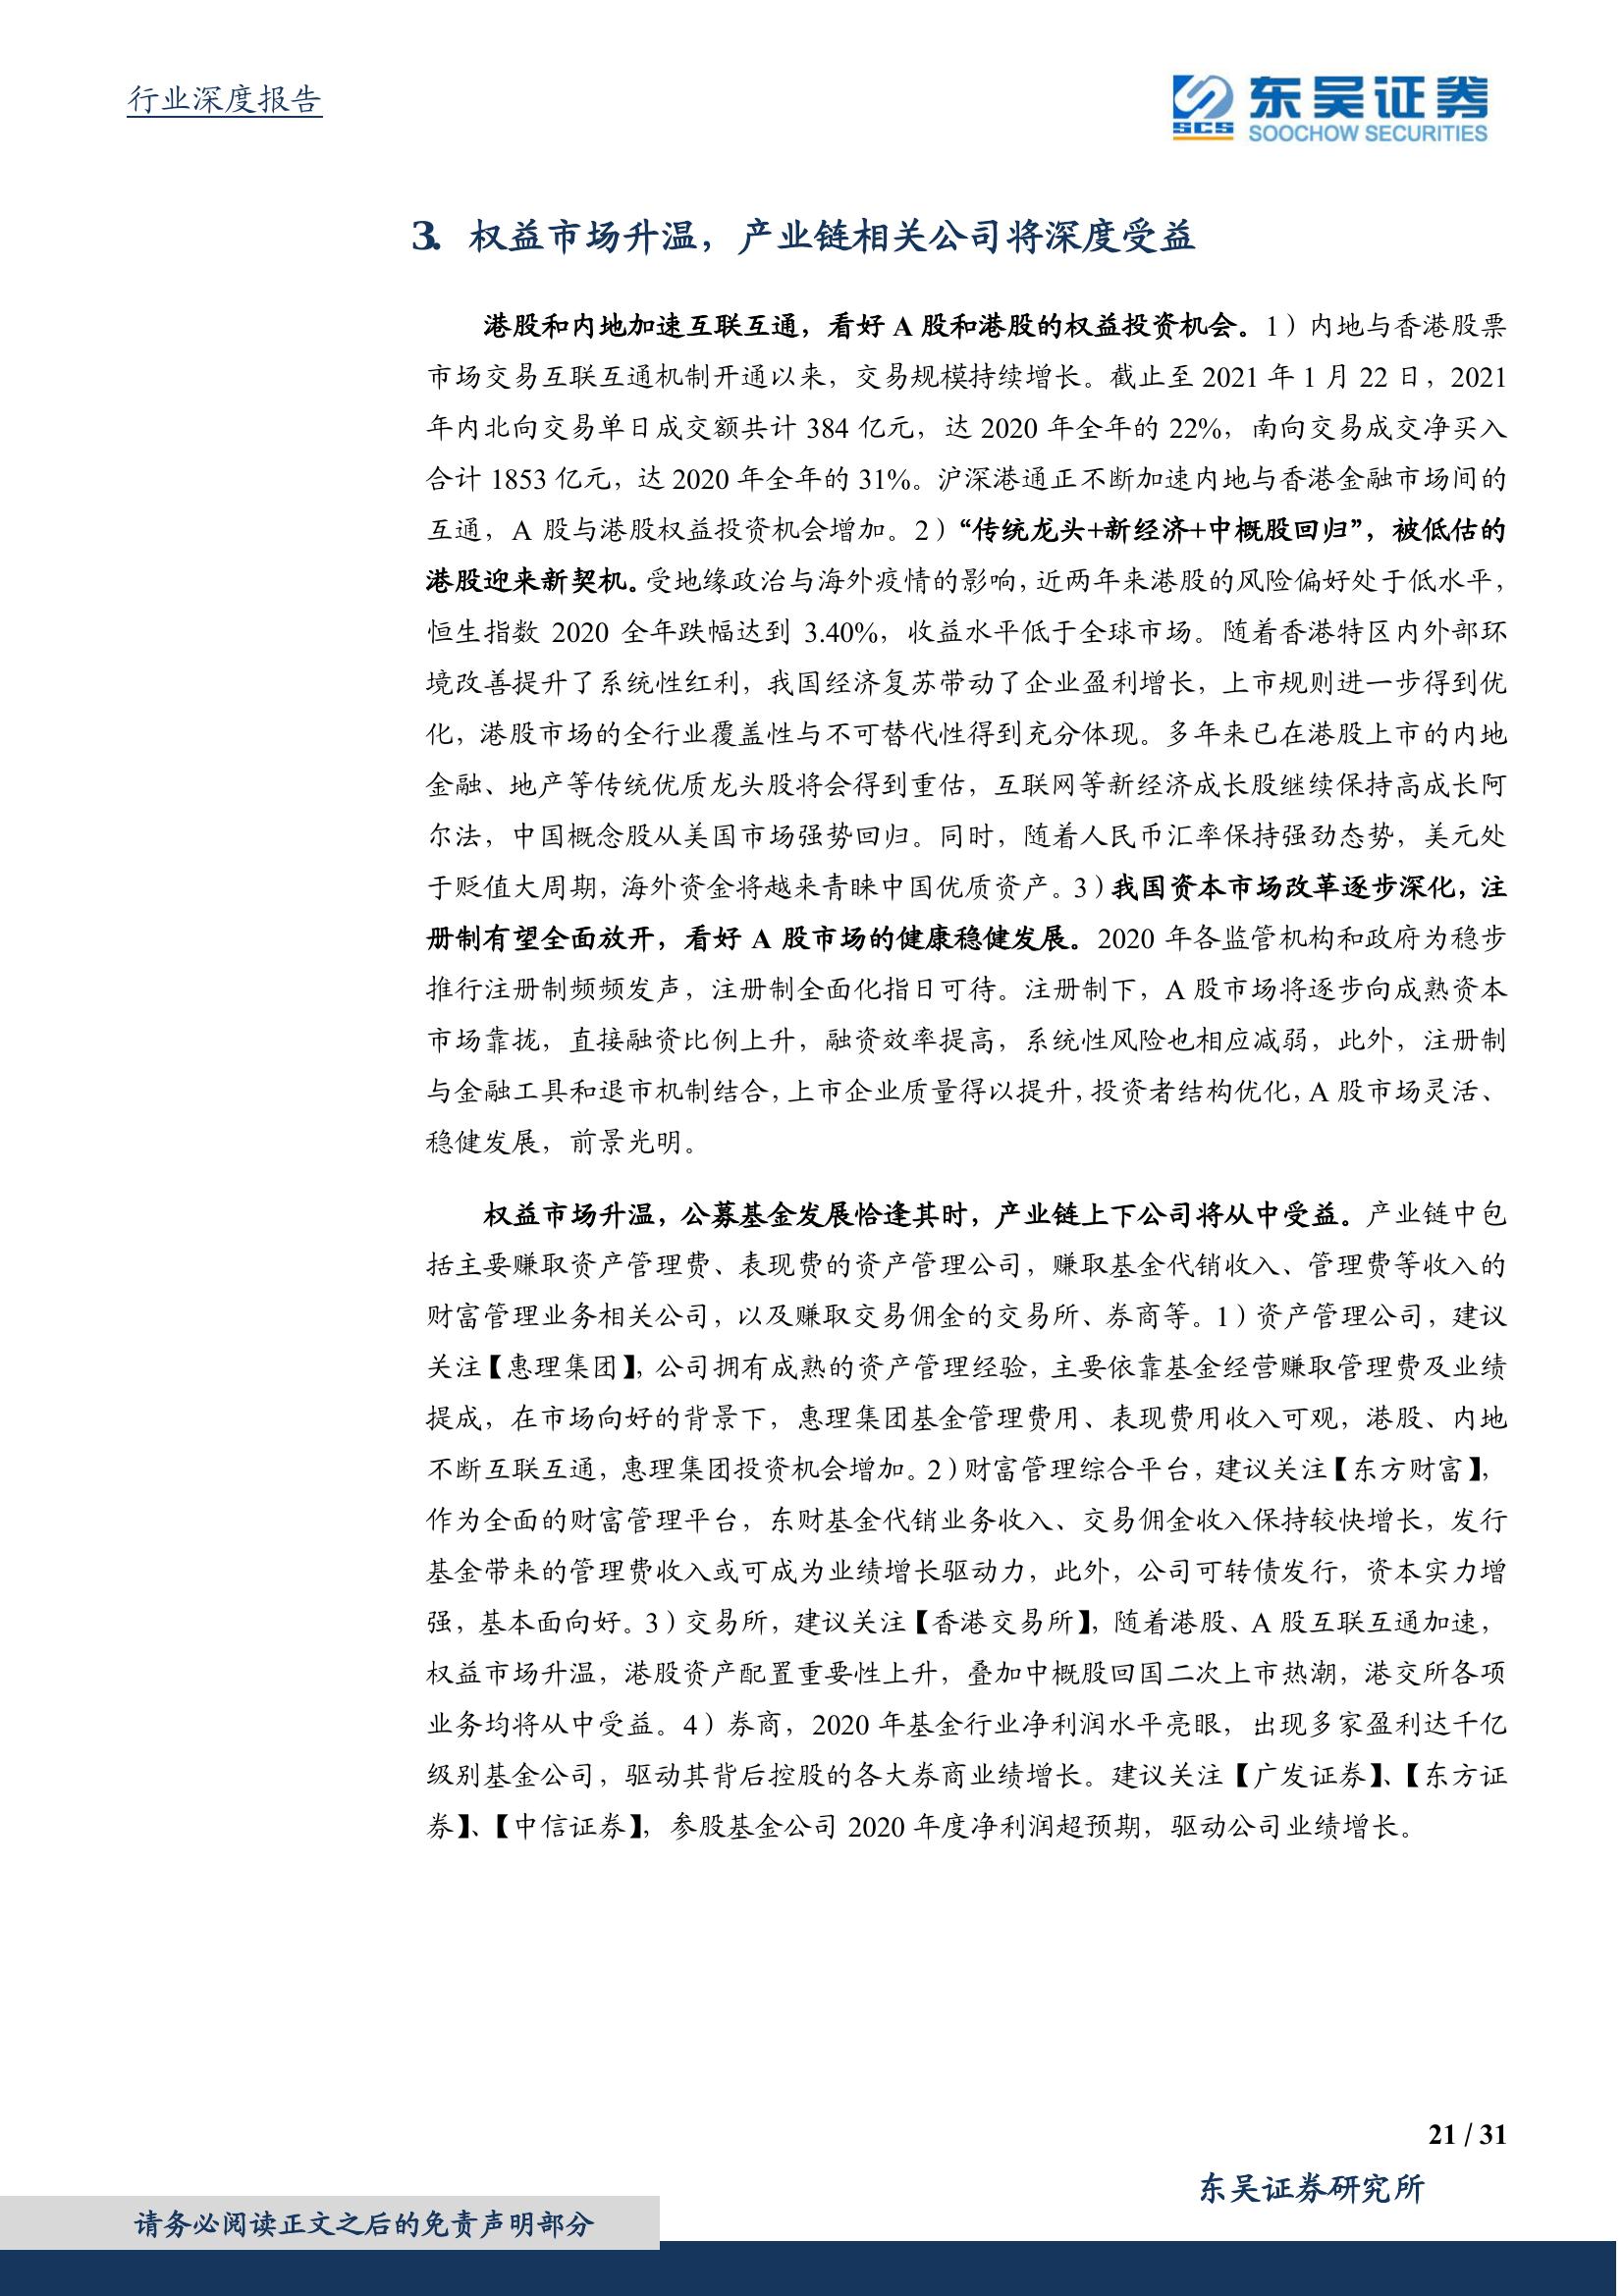 行业深度报告
东吴证券
SCS
SOOCHOW SECURITIES
3. 权益市场升温，产业链相关公司将深度受益
港股和内地加速互联互通，看好 A 股和港股的权益投资机会。1）内地与香港股票
市场交易互联互通机制开通以来，交易规模持续增长。截止至 2021 年 1 月 22 日，2021
年内北向交易单日成交额共计 384 亿元，达 2020 年全年的 22%，南向交易成交净买入
合计 1853 亿元，达 2020 年全年的 31%。沪深港通正不断加速内地与香港金融市场间的
互通，A 股与港股权益投资机会增加。2）“传统龙头+新经济+中概股回归”，被低估的
港股迎来新契机。受地缘政治与海外疫情的影响，近两年来港股的风险偏好处于低水平，
恒生指数 2020 全年跌幅达到 3.40%，收益水平低于全球市场。随着香港特区内外部环
境改善提升了系统性红利，我国经济复苏带动了企业盈利增长，上市规则进一步得到优
化，港股市场的全行业覆盖性与不可替代性得到充分体现。多年来已在港股上市的内地
金融、地产等传统优质龙头股将会得到重估，互联网等新经济成长股继续保持高成长阿
尔法，中国概念股从美国市场强势回归。同时，随着人民币汇率保持强劲态势，美元处
于贬值大周期，海外资金将越来青睐中国优质资产。3）我国资本市场改革逐步深化，注
册制有望全面放开，看好 A 股市场的健康稳健发展。2020 年各监管机构和政府为稳步
推行注册制频频发声，注册制全面化指日可待。注册制下，A 股市场将逐步向成熟资本
市场靠拢，直接融资比例上升，融资效率提高，系统性风险也相应减弱，此外，注册制
与金融工具和退市机制结合，上市企业质量得以提升，投资者结构优化，A 股市场灵活、
稳健发展，前景光明。
权益市场升温，公募基金发展恰逢其时，产业链上下公司将从中受益。产业链中包
括主要赚取资产管理费、表现费的资产管理公司，赚取基金代销收入、管理费等收入的
财富管理业务相关公司，以及赚取交易佣金的交易所、券商等。1）资产管理公司，建议
关注【惠理集团】，公司拥有成熟的资产管理经验，主要依靠基金经营赚取管理费及业绩
提成，在市场向好的背景下，惠理集团基金管理费用、表现费用收入可观，港股、内地
不断互联互通，惠理集团投资机会增加。2）财富管理综合平台，建议关注【东方财富】，
作为全面的财富管理平台，东财基金代销业务收入、交易佣金收入保持较快增长，发行
基金带来的管理费收入或可成为业绩增长驱动力，此外，公司可转债发行，资本实力增
强，基本面向好。3）交易所，建议关注【香港交易所】，随着港股、A 股互联互通加速，
权益市场升温，港股资产配置重要性上升，叠加中概股回国二次上市热潮，港交所各项
业务均将从中受益。4）券商，2020 年基金行业净利润水平亮眼，出现多家盈利达千亿
级别基金公司，驱动其背后控股的各大券商业绩增长。建议关注【广发证券】、【东方证
券】、【中信证券】，参股基金公司 2020 年度净利润超预期，驱动公司业绩增长。
21 / 31
东吴证券研究所
请务必阅读正文之后的免责声明部分